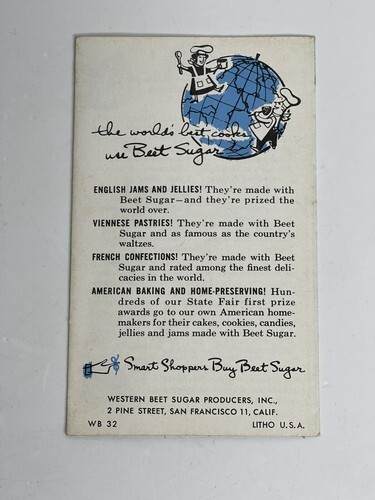 the world's best cooks
use Beet Sugar
ENGLISH JAMS AND JELLIES! They're made with
Beet Sugar—and they're prized the
world over.
VIENNESE PASTRIES! They're made with Beet
Sugar and as famous as the country's
waltzes.
FRENCH CONFECTIONS! They're made with Beet
Sugar and rated among the finest deli-
cacies in the world.
AMERICAN BAKING AND HOME-PRESERVING! Hun-
dreds of our State Fair first prize
awards go to our own American home-
makers for their cakes, cookies, candies,
jellies and jams made with Beet Sugar.
Smart Shoppers Buy Beet Sugar
WESTERN BEET SUGAR PRODUCERS, INC.,
2 PINE STREET, SAN FRANCISCO 11, CALIF.
WB 32 LITHO U.S.A.